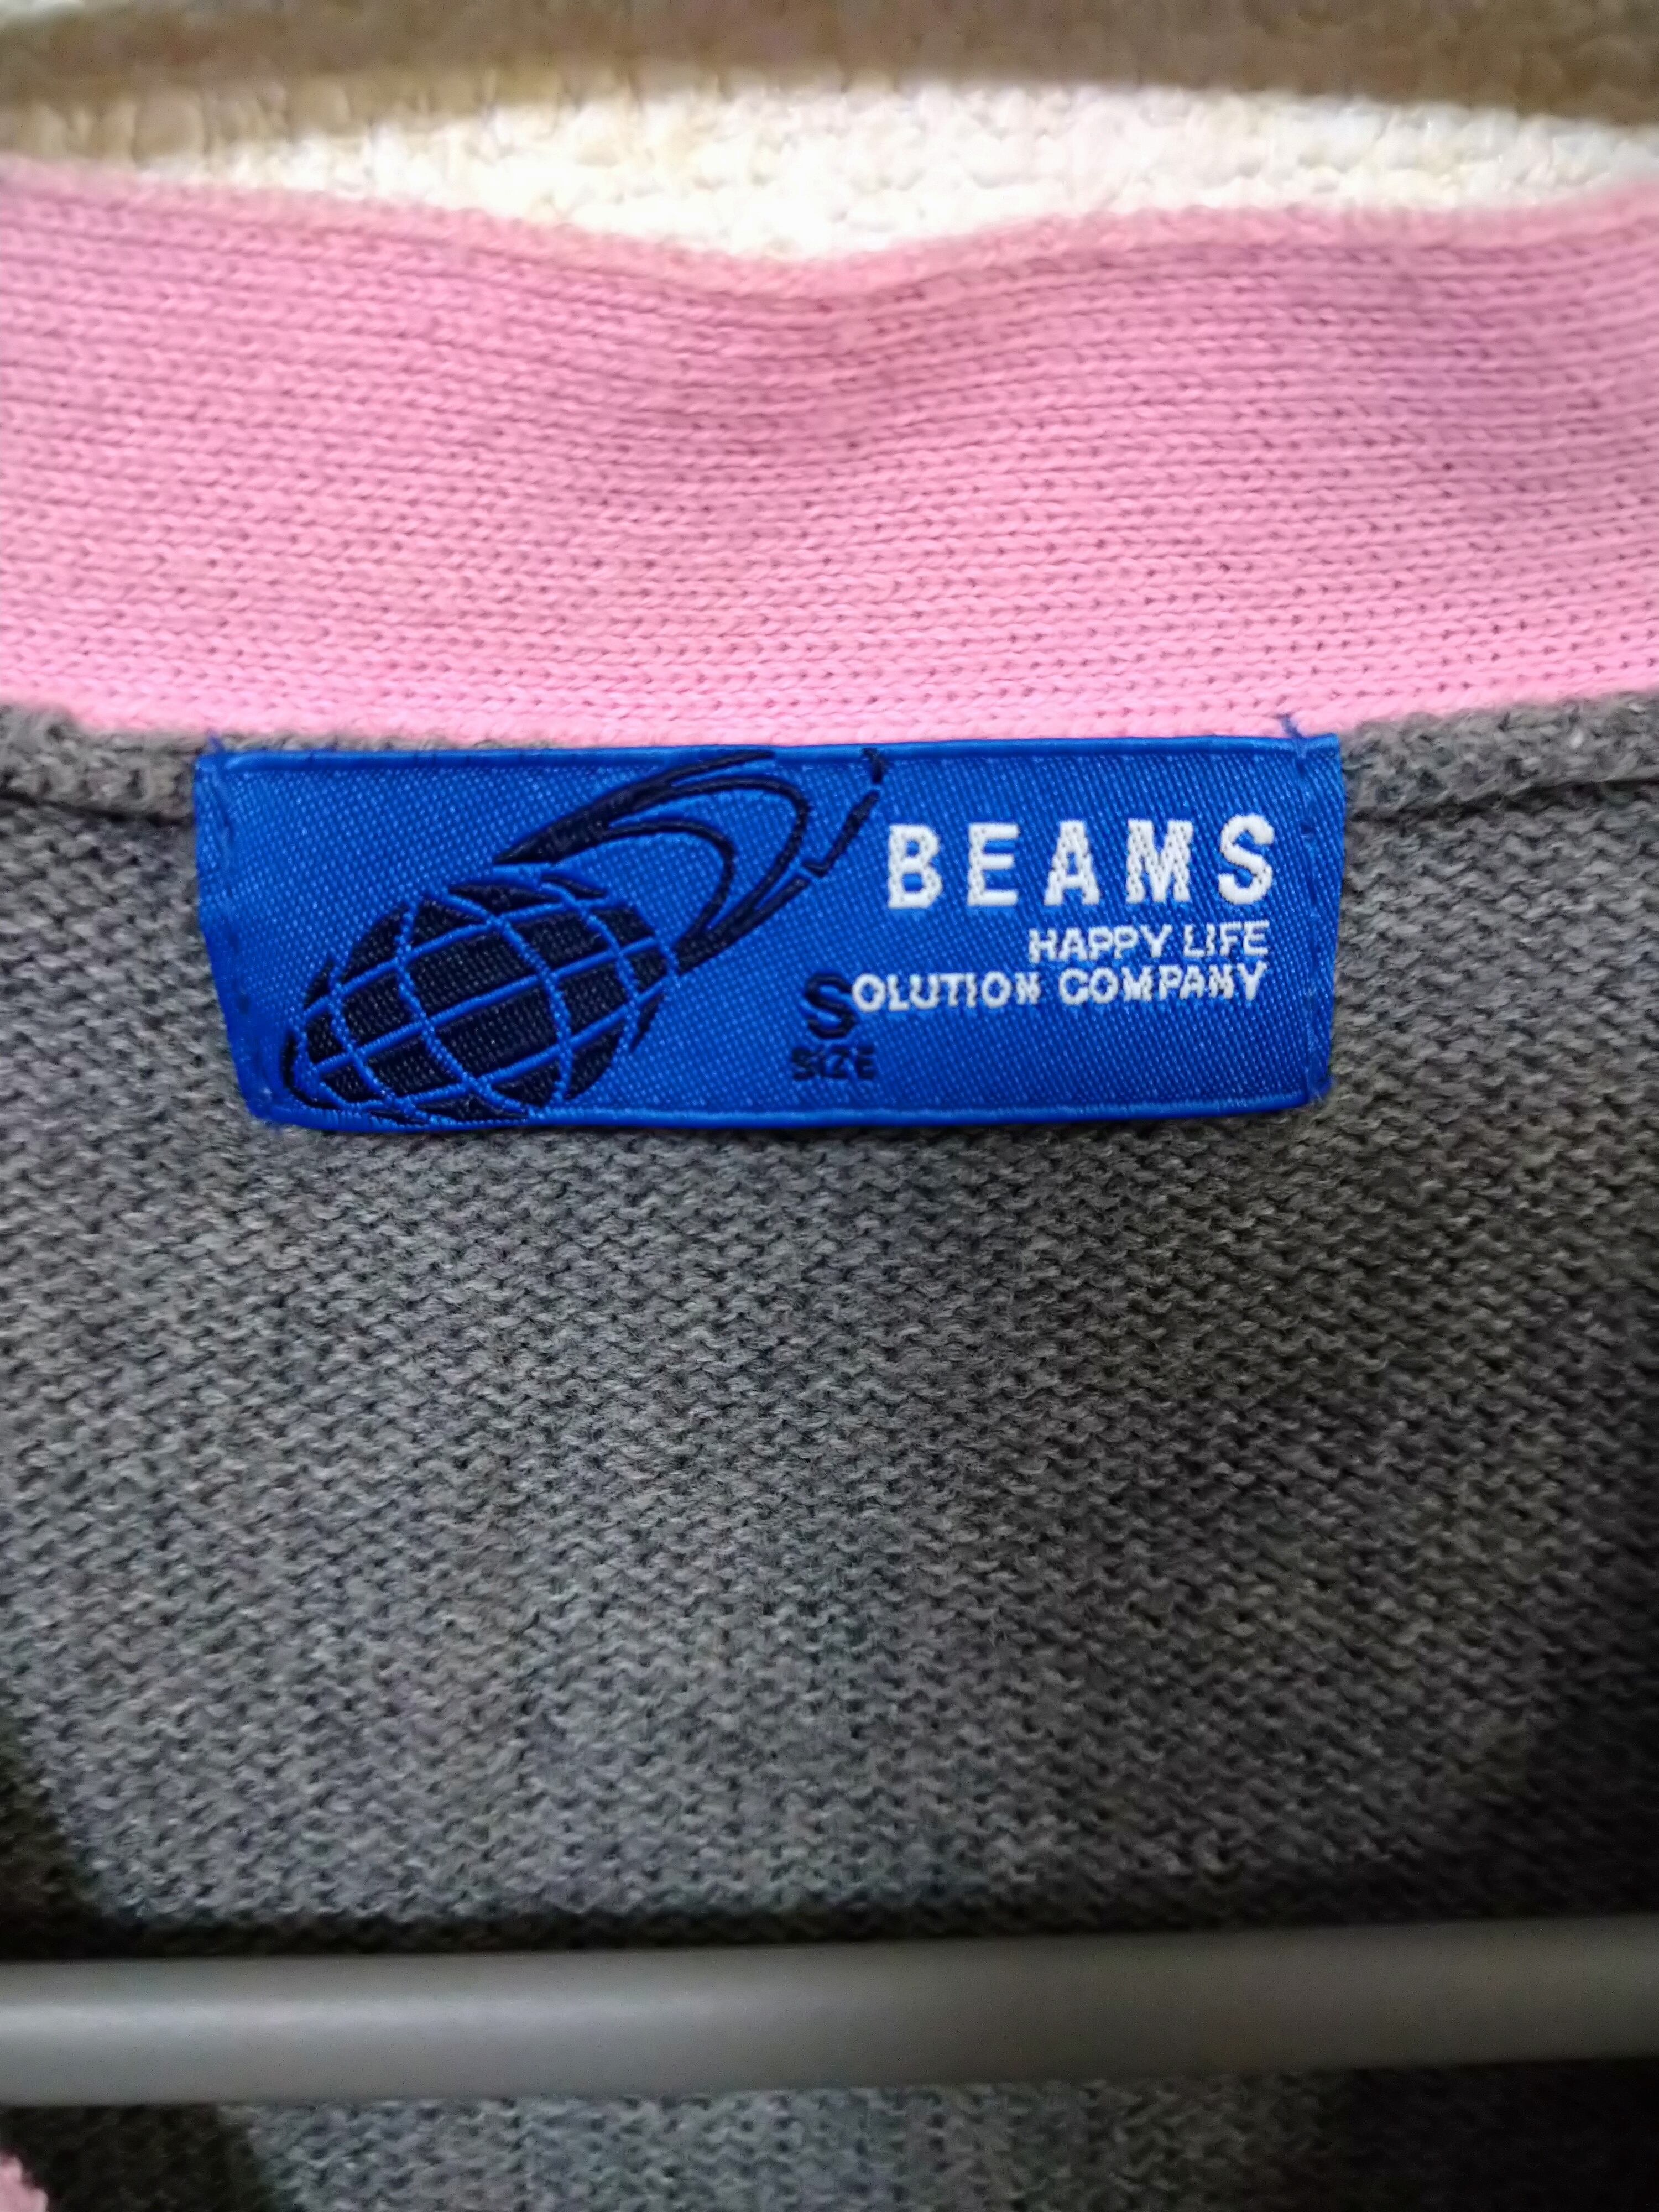 BEAMS
HAPPY LIFE
SOLUTION COMPANY
SIZE